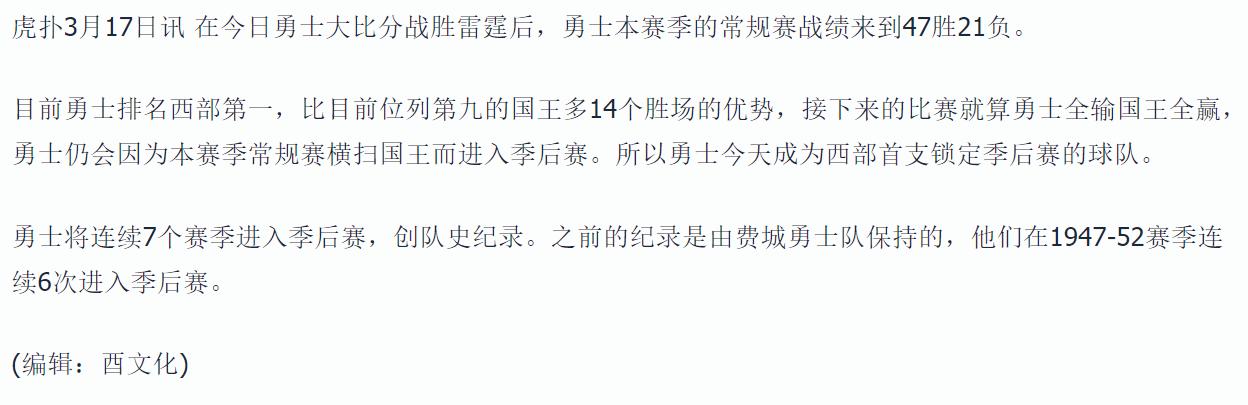 虎扑3月17日讯 在今日勇士大比分战胜雷霆后，勇士本赛季的常规赛战绩来到47胜21负。
目前勇士排名西部第一，比目前位列第九的国王多14个胜场的优势，接下来的比赛就算勇士全输国王全赢，
勇士仍会因为本赛季常规赛横扫国王而进入季后赛。所以勇士今天成为西部首支锁定季后赛的球队。
勇士将连续7个赛季进入季后赛，创队史纪录。之前的纪录是由费城勇士队保持的，他们在1947-52赛季连
续6次进入季后赛。
(编辑：酉文化)